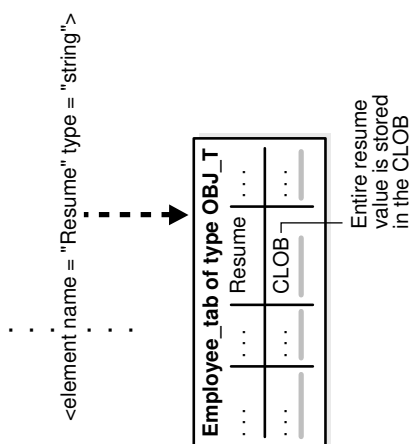 . . . . . . .
<element name = "Resume" type = "string">
Employee_tab of type OBJ_T
. . . . . . Resume . . .
. . . . . . CLOB . . .
Entire resume
value is stored
in the CLOB